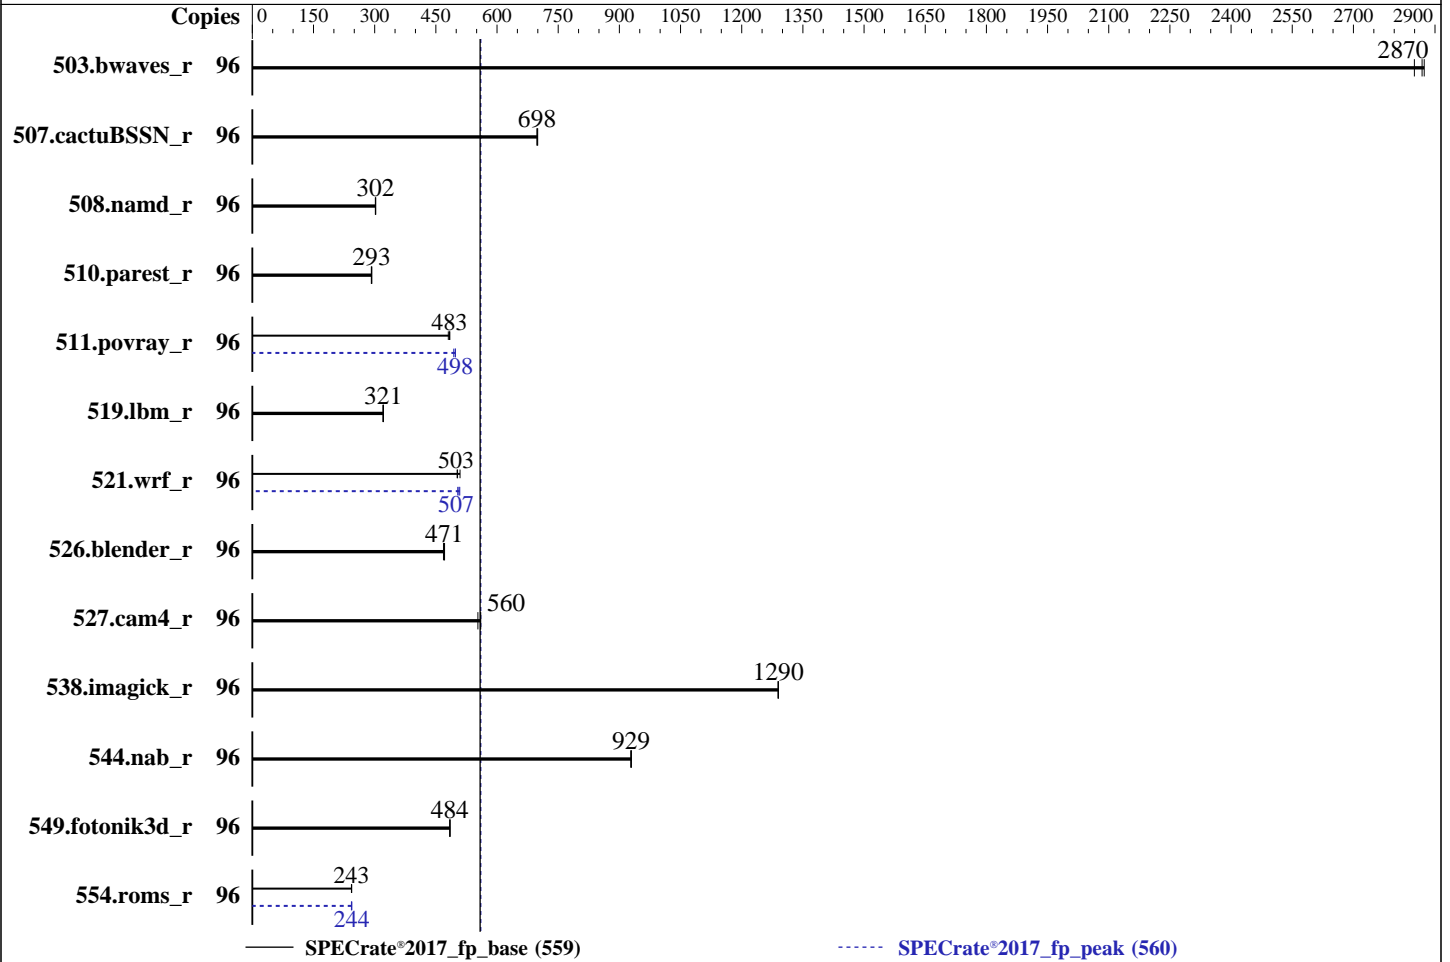 Copies 0 150 300 450 600 750 900 1050 1200 1350 1500 1650 1800 1950 2100 2250 2400 2550 2700 2900
503.bwaves_r 96 2870
507.cactuBSSN_r 96 698
508.namd_r 96 302
510.parest_r 96 293
511.povray_r 96 483
498
519.lbm_r 96 321
521.wrf_r 96 503
507
526.blender_r 96 471
527.cam4_r 96 560
538.imagick_r 96 1290
544.nab_r 96 929
549.fotonik3d_r 96 484
554.roms_r 96 243
244
SPECrate®2017_fp_base (559) SPECrate®2017_fp_peak (560)